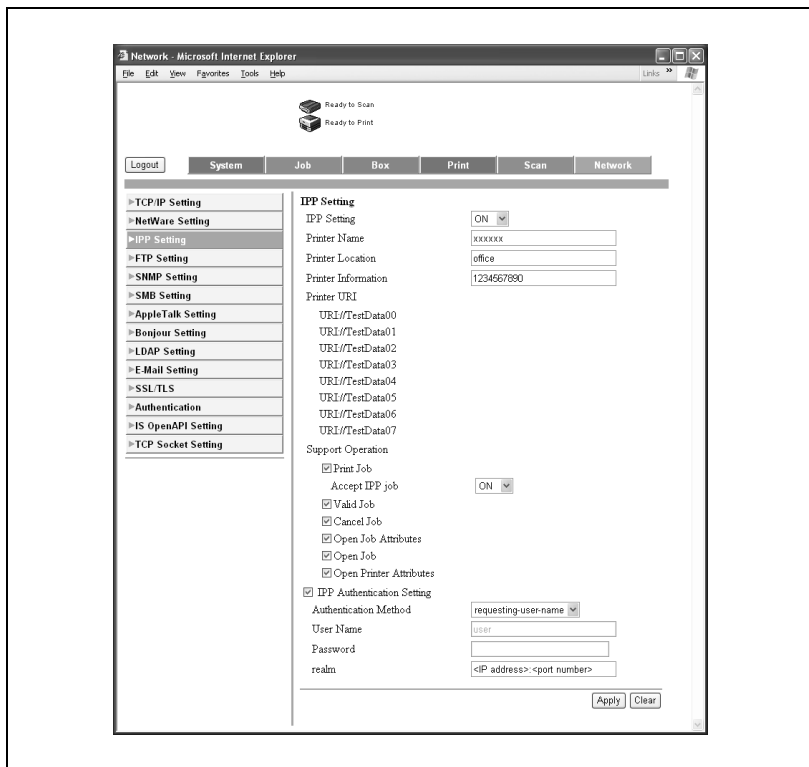 Network - Microsoft Internet Explorer
File Edit View Favorites Tools Help
Links »
Ready to Scan
Ready to Print
Logout System Job Box Print Scan Network
TCP/IP Setting
NetWare Setting
IPP Setting
FTP Setting
SNMP Setting
SMB Setting
AppleTalk Setting
Bonjour Setting
LDAP Setting
E-Mail Setting
SSL/TLS
Authentication
IS OpenAPI Setting
TCP Socket Setting
IPP Setting
IPP Setting ON
Printer Name xxxxxx
Printer Location office
Printer Information 1234567890
Printer URI
URI://TestData00
URI://TestData01
URI://TestData02
URI://TestData03
URI://TestData04
URI://TestData05
URI://TestData06
URI://TestData07
Support Operation
Print Job
Accept IPP job ON
Valid Job
Cancel Job
Open Job Attributes
Open Job
Open Printer Attributes
IPP Authentication Setting
Authentication Method requesting-user-name
User Name user
Password
realm <IP address>:<port number>
Apply Clear